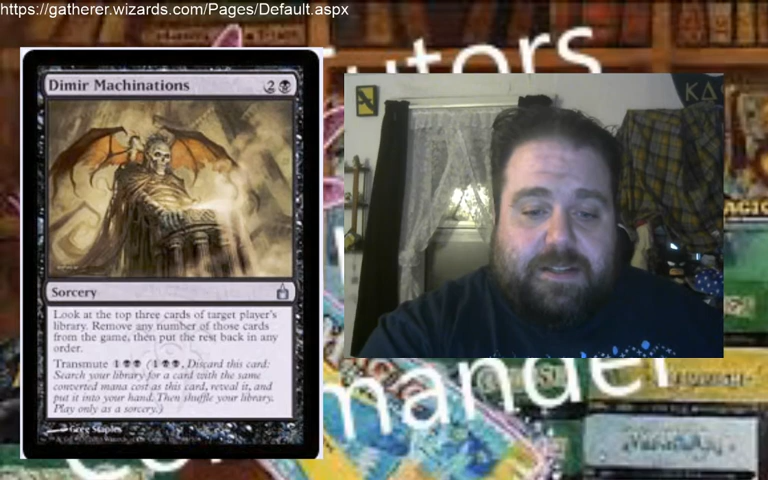 https://gatherer.wizards.com/Pages/Default.aspx
Tutors
Dimir Machinations 2
ΚΔ
Sorcery
Look at the top three cards of target player's
library. Remove any number of those cards
from the game, then put the rest back in any
order.
Transmute 1 (1, Discard this card:
Search your library for a card with the same
converted mana cost as this card, reveal it, and
put it into your hand. Then shuffle your library.
Play only as a sorcery.)
Greg Staples